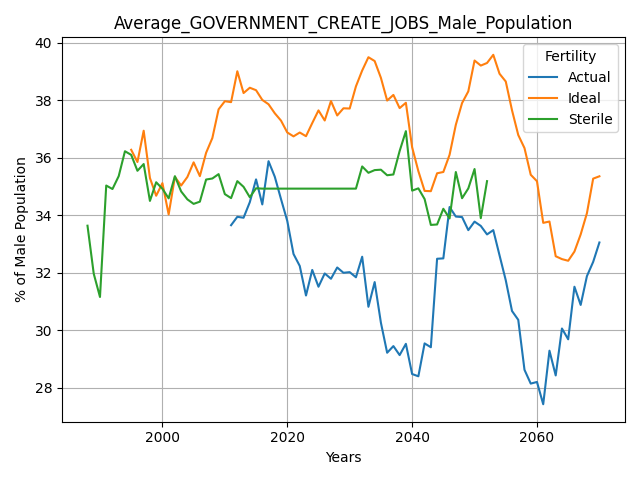 Average_GOVERNMENT_CREATE_JOBS_Male_Population
Fertility
Actual
Ideal
Sterile
% of Male Population
40
38
36
34
32
30
28
2000
2020
2040
2060
Years